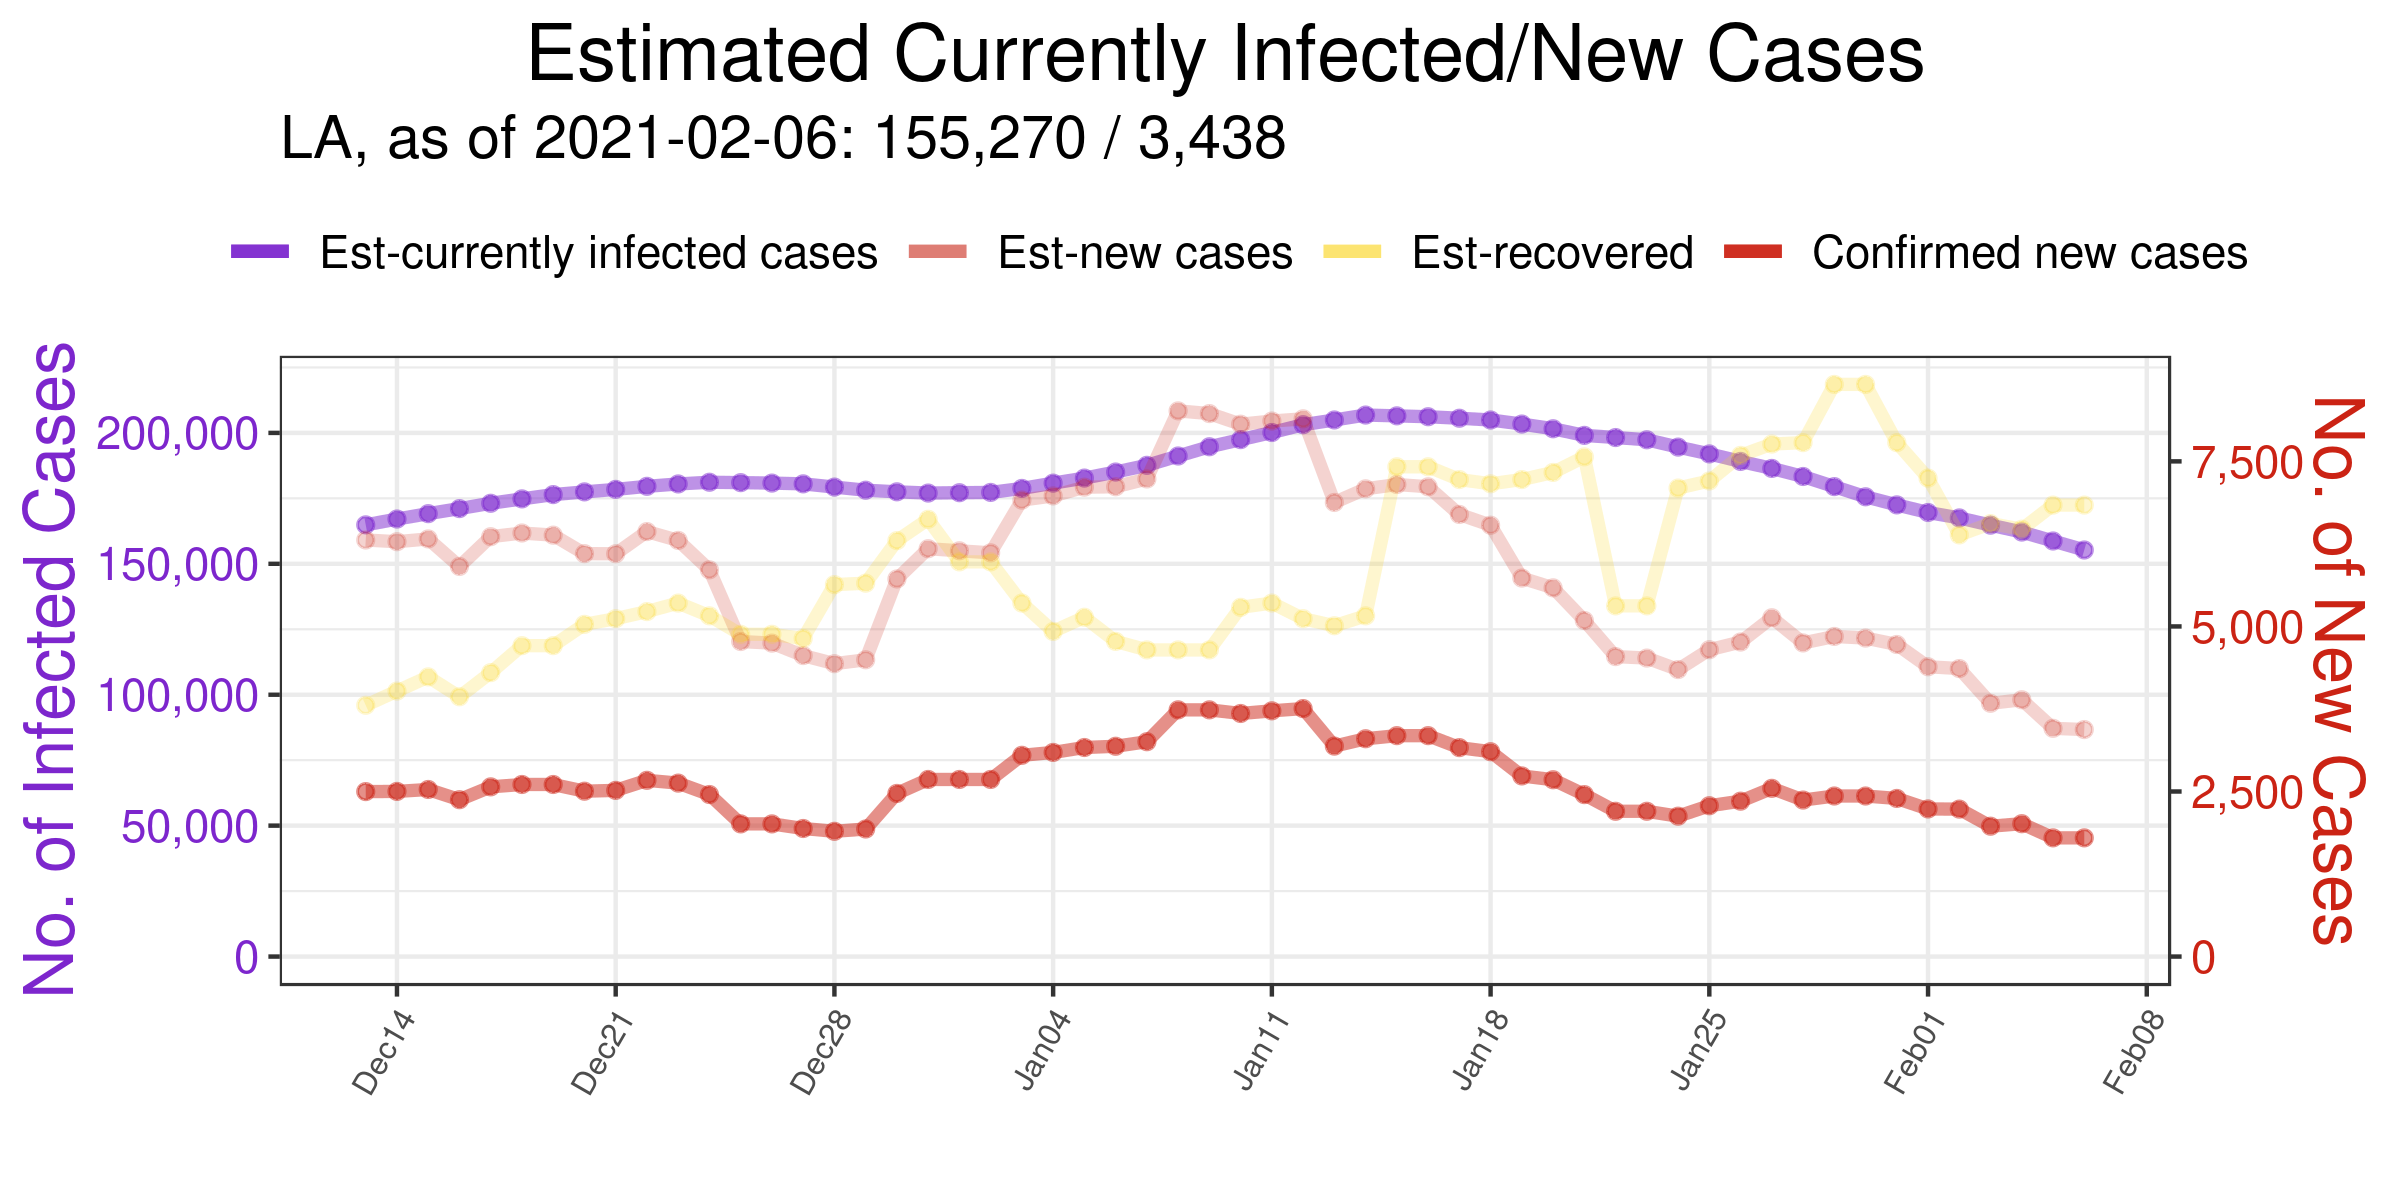 Estimated Currently Infected/New Cases
LA, as of 2021-02-06: 155,270 / 3,438
Est-currently infected cases Est-new cases Est-recovered Confirmed new cases
No. of Infected Cases
200,000
150,000
100,000
50,000
0
7,500
5,000
2,500
0
No. of New Cases
Dec14 Dec21 Dec28 Jan04 Jan11 Jan18 Jan25 Feb01 Feb08